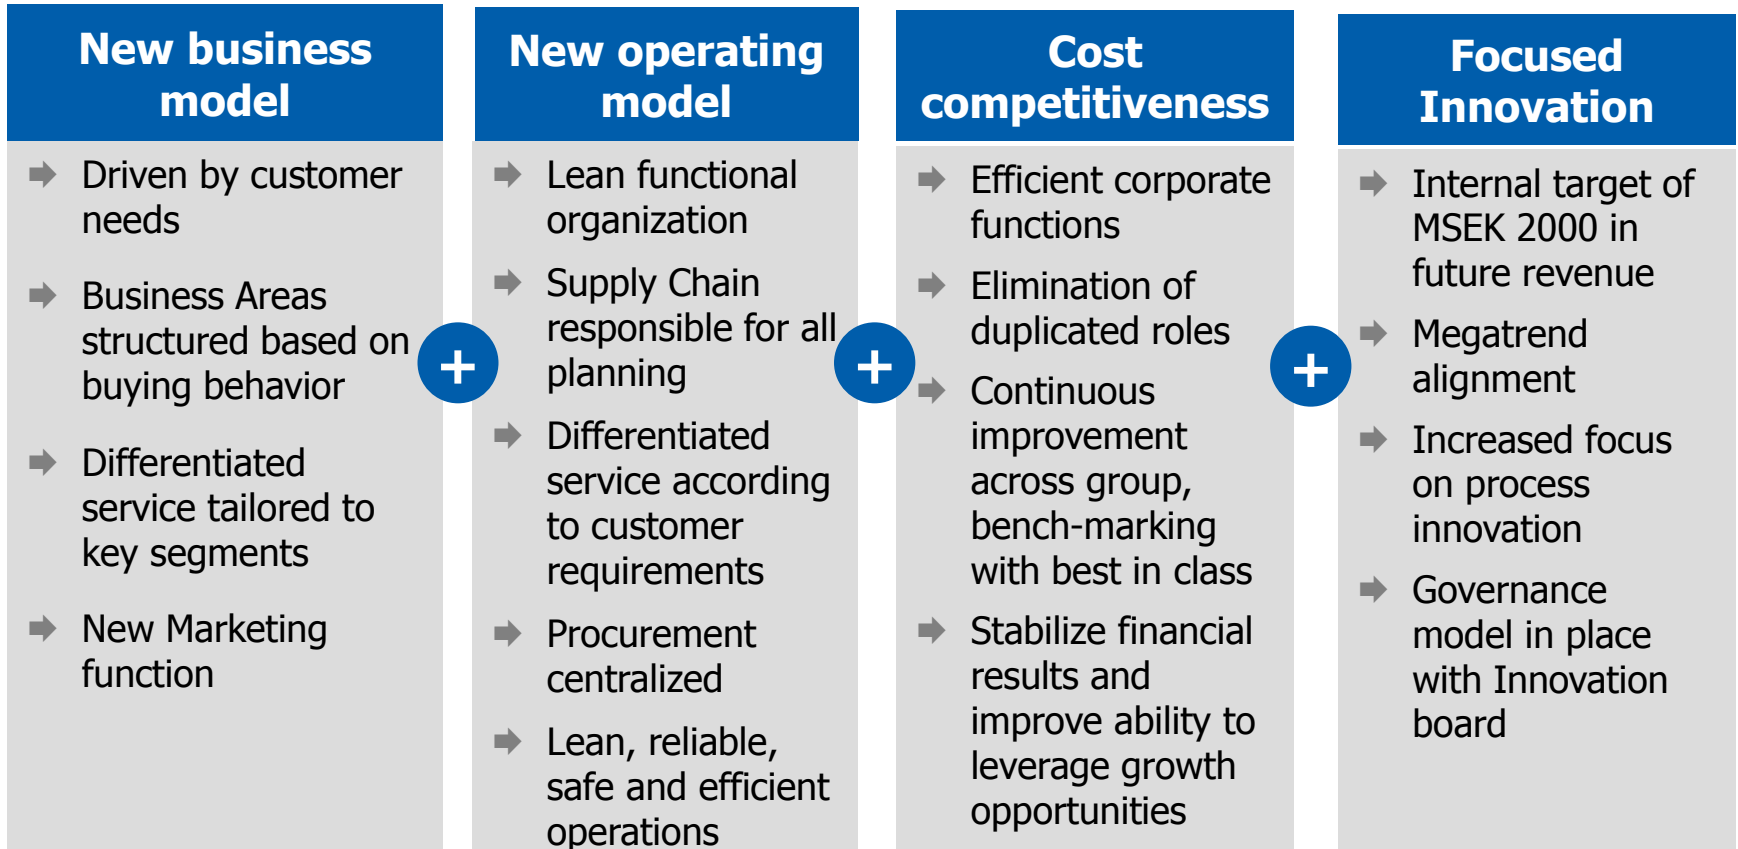 New business
model
Driven by customer
needs
Business Areas
structured based on
buying behavior
Differentiated
service tailored to
key segments
New Marketing
function
+
New operating
model
Lean functional
organization
Supply Chain
responsible for all
planning
Differentiated
service according
to customer
requirements
Procurement
centralized
Lean, reliable,
safe and efficient
operations
+
Cost
competitiveness
Efficient corporate
functions
Elimination of
duplicated roles
Continuous
improvement
across group,
bench-marking
with best in class
Stabilize financial
results and
improve ability to
leverage growth
opportunities
+
Focused
Innovation
Internal target of
MSEK 2000 in
future revenue
Megatrend
alignment
Increased focus
on process
innovation
Governance
model in place
with Innovation
board